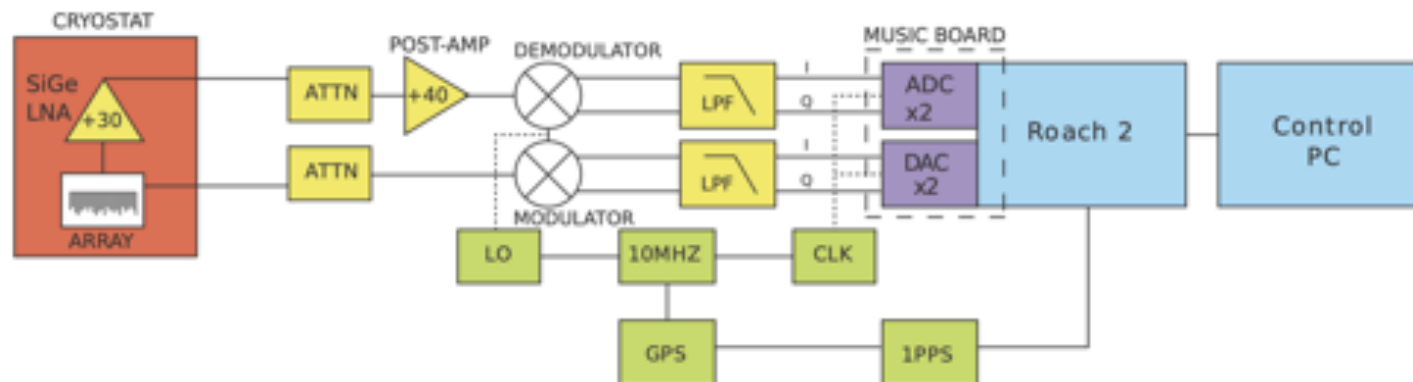 CRYOSTAT
SiGe
LNA
+30
ARRAY
ATTN
ATTN
POST-AMP
+40
DEMODULATOR
MODULATOR
LPF
LPF
I
Q
I
Q
MUSIC BOARD
ADC
x2
DAC
x2
Roach 2
Control
PC
LO
10MHZ
CLK
GPS
1PPS